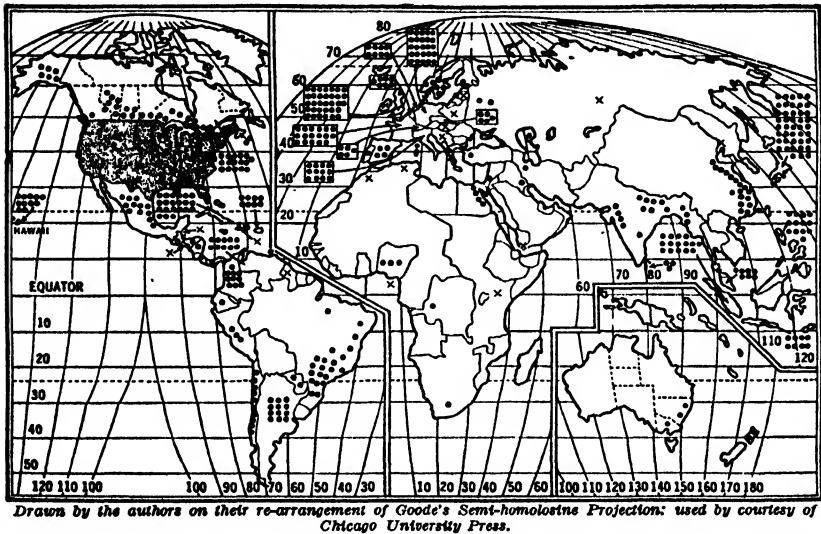 80
70
60
50
40
30
20
10
HAWAII
EQUATOR
70 80 90
60
10
20
30
40
50
110
120
120 110 100
100 90 80 70 60 50 40 30
10 20 30 40 50 60
100 110 120 130 140 150 160 170 180
Drawn by the authors on their re-arrangement of Goode's Semi-homolosine Projection: used by courtesy of
Chicago University Press.